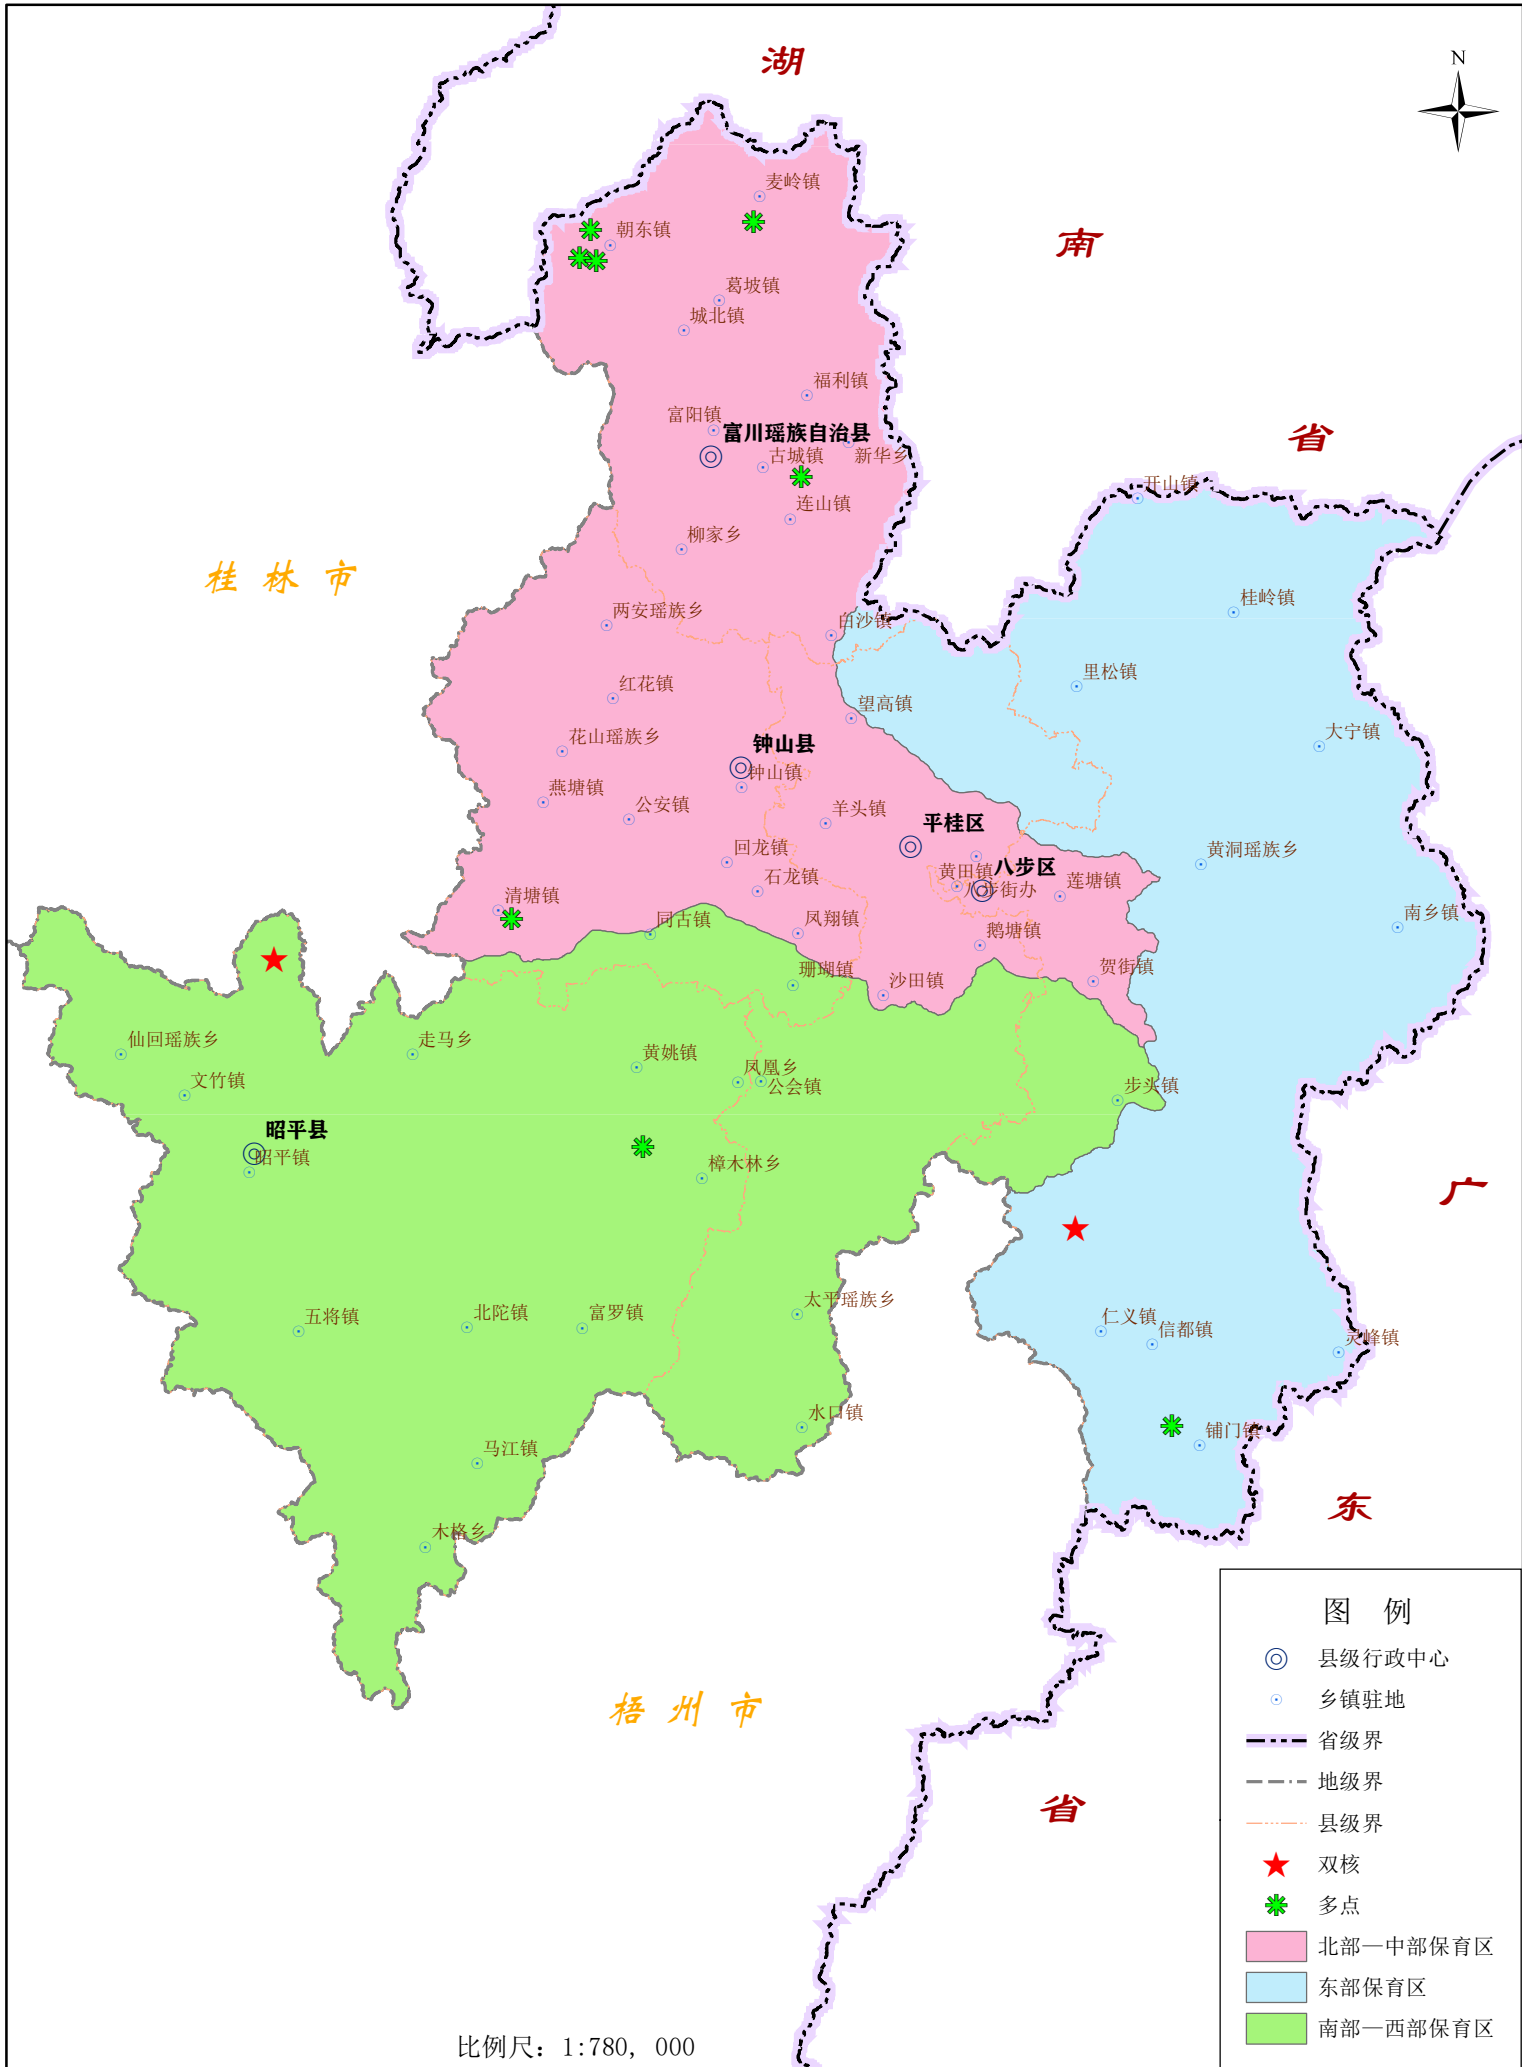 湖
N
麦岭镇
朝东镇
南
葛坡镇
城北镇
福利镇
富阳镇
富川瑶族自治县
省
古城镇
新华乡
开山镇
连山镇
柳家乡
桂林市
桂岭镇
两安瑶族乡
白沙镇
里松镇
红花镇
望高镇
大宁镇
花山瑶族乡
钟山县
钟山镇
燕塘镇
公安镇
羊头镇
平桂区
回龙镇
黄洞瑶族乡
八步区
黄田镇
石龙镇
莲塘镇
八步街办
清塘镇
同古镇
凤翔镇
南乡镇
鹅塘镇
珊瑚镇
沙田镇
贺街镇
仙回瑶族乡
走马乡
黄姚镇
凤凰乡
文竹镇
公会镇
步头镇
昭平县
昭平镇
樟木林乡
广
太平瑶族乡
五将镇
北陀镇
富罗镇
仁义镇
信都镇
灵峰镇
水口镇
铺门镇
马江镇
东
木格乡
梧州市
省
图 例
县级行政中心
乡镇驻地
省级界
地级界
县级界
双核
多点
北部—中部保育区
东部保育区
南部—西部保育区
比例尺：1:780，000